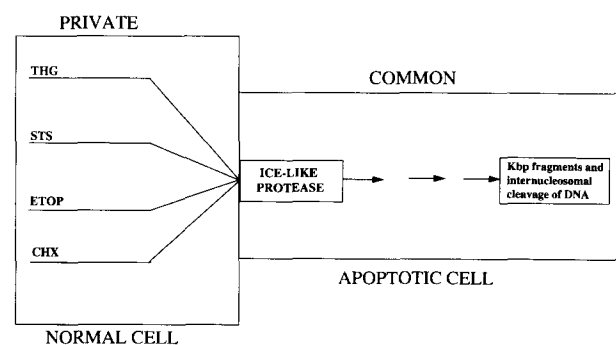 PRIVATE
THG
STS
ETOP
CHX
NORMAL CELL
COMMON
ICE-LIKE
PROTEASE
Kbp fragments and
internucleosomal
cleavage of DNA
APOPTOTIC CELL